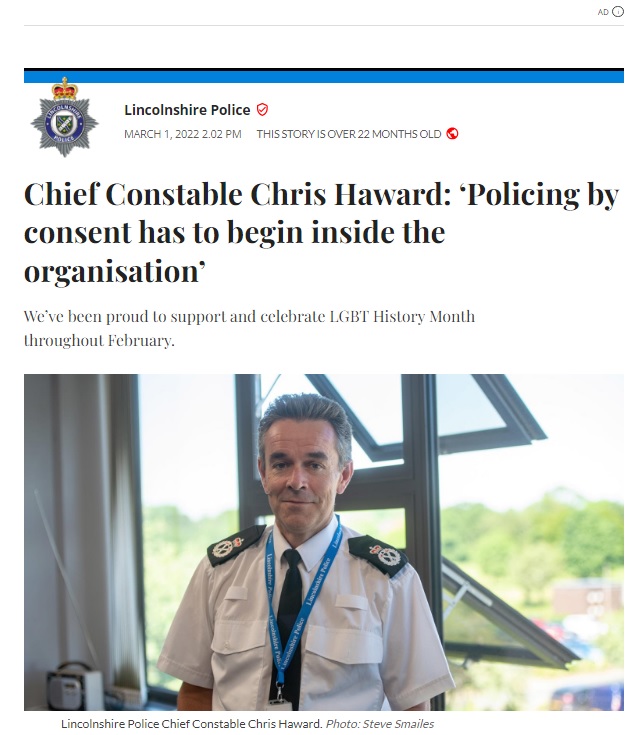 AD
Lincolnshire Police
MARCH 1, 2022 2.02 PM THIS STORY IS OVER 22 MONTHS OLD
LINCOLNSHIRE
POLICE
Chief Constable Chris Haward: ‘Policing by
consent has to begin inside the
organisation’
We’ve been proud to support and celebrate LGBT History Month
throughout February.
Lincolnshire Police
Lincolnshire Police
Lincolnshire Police Chief Constable Chris Haward. Photo: Steve Smailes